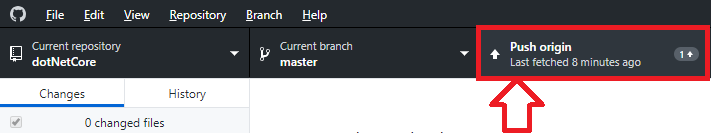 File Edit View Repository Branch Help
Current repository
dotNetCore
Current branch
master
Push origin
Last fetched 8 minutes ago
1
Changes History
0 changed files